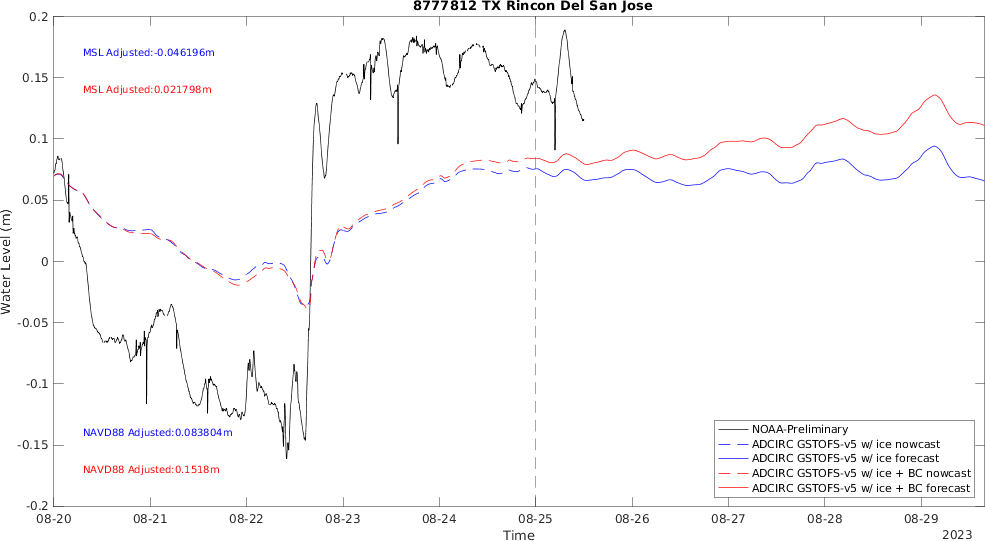 8777812 TX Rincon Del San Jose
MSL Adjusted:-0.046196m
MSL Adjusted:0.021798m
NAVD88 Adjusted:0.083804m
NAVD88 Adjusted:0.1518m
Water Level (m)
0.2
0.15
0.1
0.05
0
-0.05
-0.1
-0.15
-0.2
NOAA-Preliminary
ADCIRC GSTOFS-v5 w/ ice nowcast
ADCIRC GSTOFS-v5 w/ ice forecast
ADCIRC GSTOFS-v5 w/ ice + BC nowcast
ADCIRC GSTOFS-v5 w/ ice + BC forecast
08-20 08-21 08-22 08-23 08-24 08-25 08-26 08-27 08-28 08-29
Time
2023